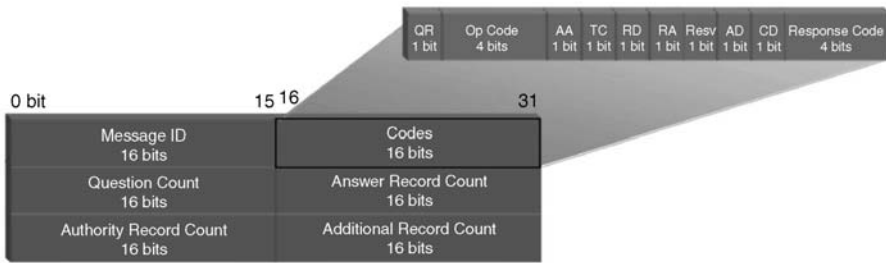 QR Op Code AA TC RD RA Resv AD CD Response Code
1 bit 4 bits 1 bit 1 bit 1 bit 1 bit 1 bit 1 bit 1 bit 4 bits
0 bit 15 16 31
Message ID Codes
16 bits 16 bits
Question Count Answer Record Count
16 bits 16 bits
Authority Record Count Additional Record Count
16 bits 16 bits